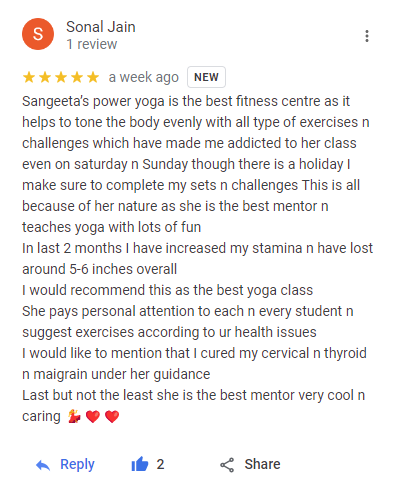 S
Sonal Jain
1 review
a week ago NEW
Sangeeta's power yoga is the best fitness centre as it
helps to tone the body evenly with all type of exercises n
challenges which have made me addicted to her class
even on saturday n Sunday though there is a holiday I
make sure to complete my sets n challenges This is all
because of her nature as she is the best mentor n
teaches yoga with lots of fun
In last 2 months I have increased my stamina n have lost
around 5-6 inches overall
I would recommend this as the best yoga class
She pays personal attention to each n every student n
suggest exercises according to ur health issues
I would like to mention that I cured my cervical n thyroid
n maigrain under her guidance
Last but not the least she is the best mentor very cool n
caring 💃❤️❤️
Reply 2 Share